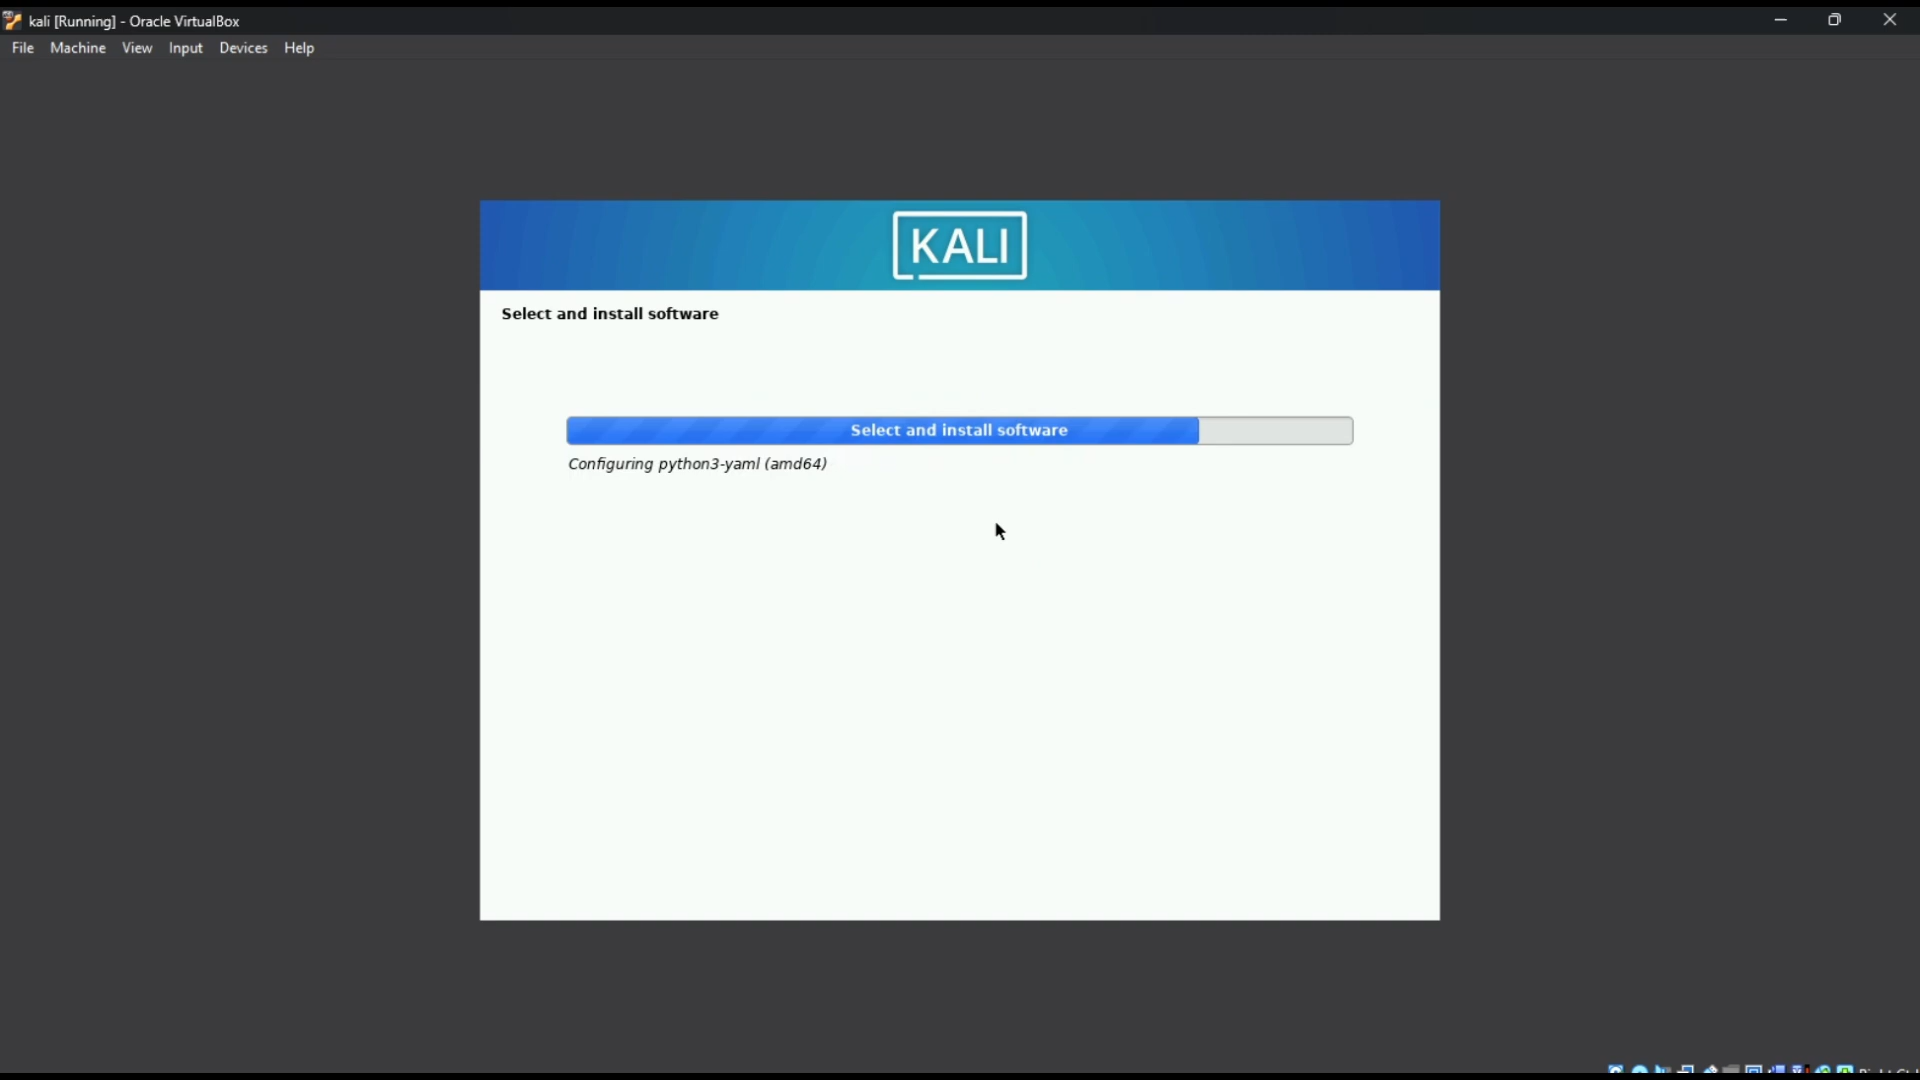 kali [Running] - Oracle VirtualBox
File Machine View Input Devices Help
KALI
Select and install software
Select and install software
Configuring python3-yaml (amd64)